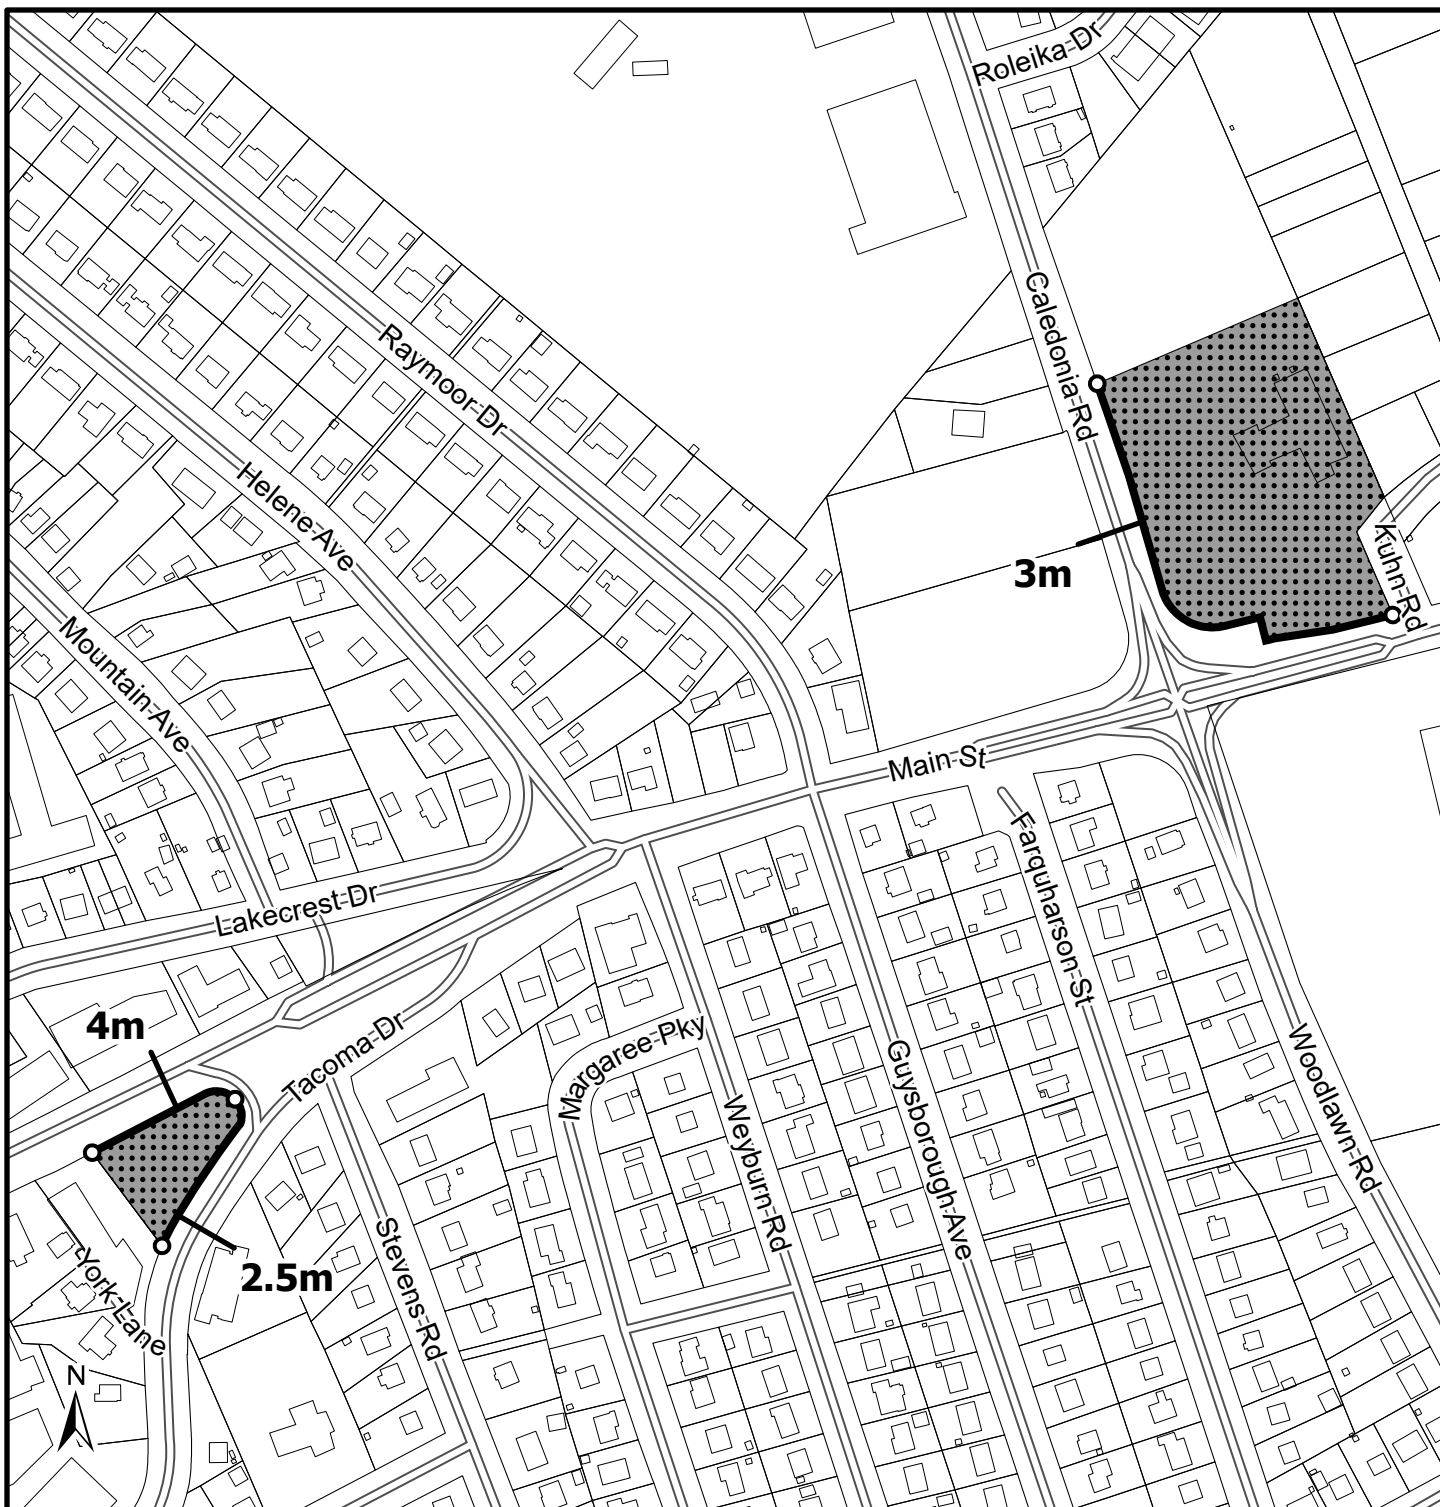 Roleika Dr
Caledonia Rd
Raymoor Dr
Helene Ave
3m
Kuhn Rd
Mountain Ave
Main St
Farquharson St
Lakecrest Dr
4m
Tacoma Dr
Margaree Pky
Weyburn Rd
Guysborough Ave
Woodlawn Rd
2.5m
York Lane
Stevens Rd
N